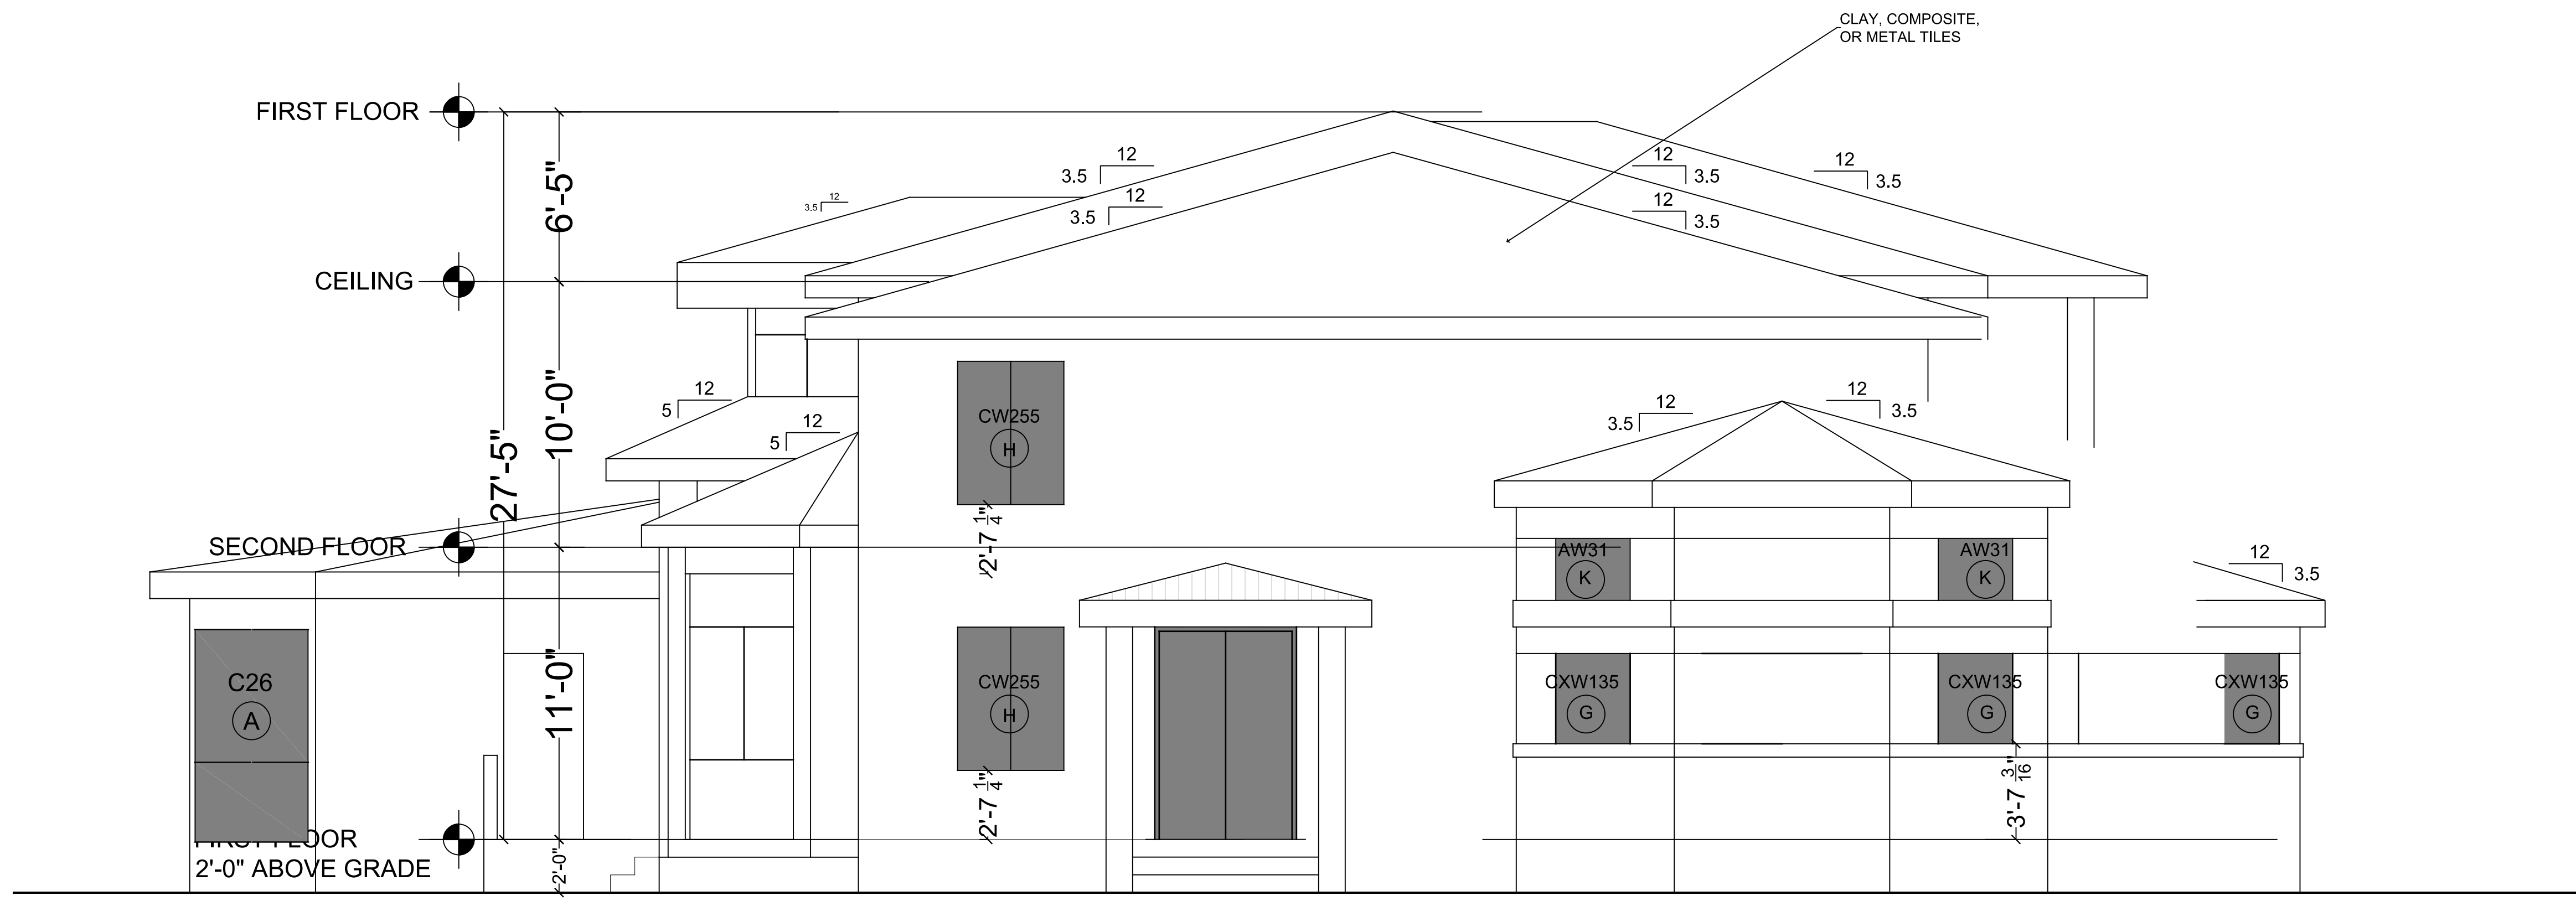 CLAY, COMPOSITE,
OR METAL TILES
FIRST FLOOR
6'-5"
12
3.5
12
3.5
12
3.5
12
3.5
12
3.5
12
3.5
CEILING
10'-0"
27'-5"
12
5
12
5
CW255
H
2'-7 1/4"
12
3.5
12
3.5
SECOND FLOOR
AW31
K
AW31
K
12
3.5
C26
A
11'-0"
CW255
H
2'-7 1/4"
CXW135
G
CXW135
G
CXW135
G
3'-7 3/16"
FIRST FLOOR
2'-0" ABOVE GRADE
2'-0"